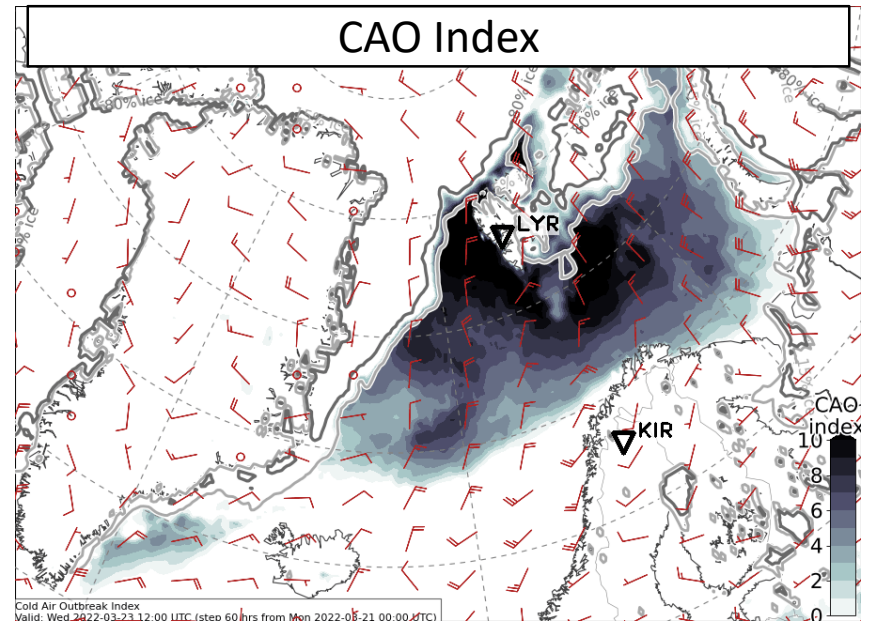 CAO Index
80% ice
80% ice
80% ice
80% ice
LYR
KIR
CAO
index
10
8
6
4
2
0
Cold Air Outbreak Index
Valid: Wed 2022-03-23 12:00 UTC (step 60 hrs from Mon 2022-03-21 00:00 UTC)